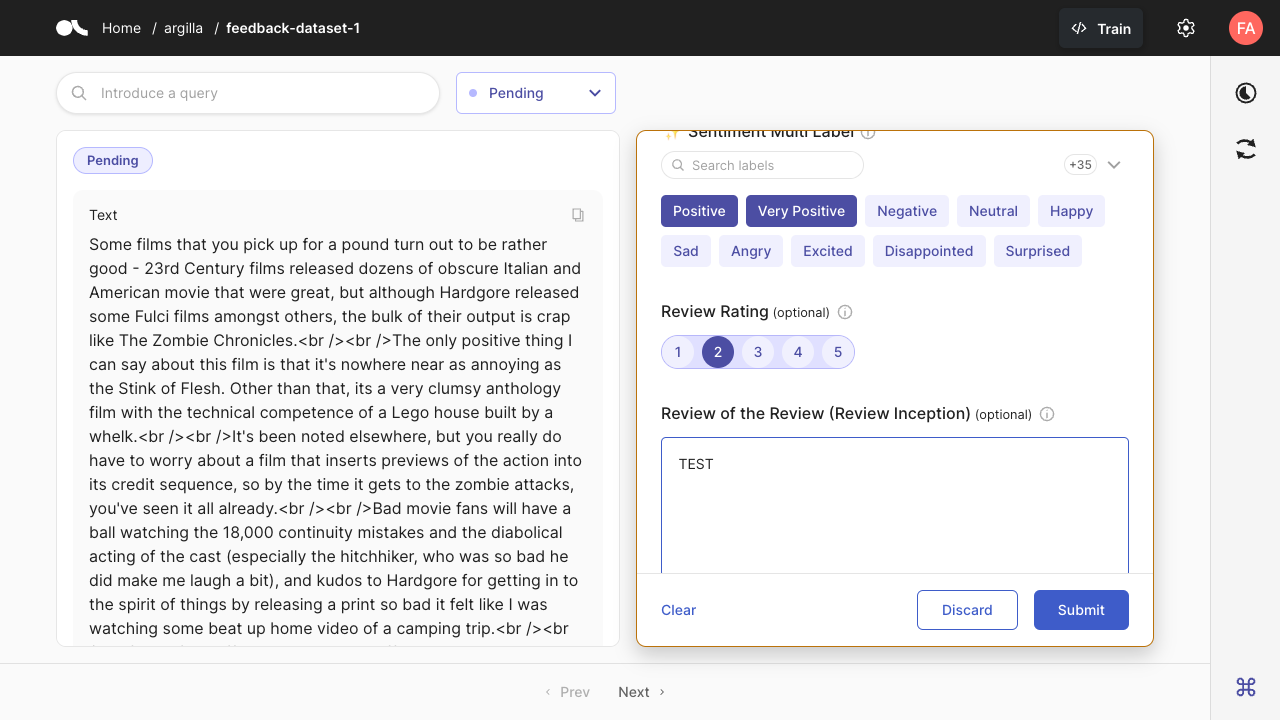 Home / argilla / feedback-dataset-1
</> Train
FA
Introduce a query
Pending
Pending
Text
Some films that you pick up for a pound turn out to be rather
good - 23rd Century films released dozens of obscure Italian and
American movie that were great, but although Hardgore released
some Fulci films amongst others, the bulk of their output is crap
like The Zombie Chronicles.<br /><br />The only positive thing I
can say about this film is that it's nowhere near as annoying as
the Stink of Flesh. Other than that, its a very clumsy anthology
film with the technical competence of a Lego house built by a
whelk.<br /><br />It's been noted elsewhere, but you really do
have to worry about a film that inserts previews of the action into
its credit sequence, so by the time it gets to the zombie attacks,
you've seen it all already.<br /><br />Bad movie fans will have a
ball watching the 18,000 continuity mistakes and the diabolical
acting of the cast (especially the hitchhiker, who was so bad he
did make me laugh a bit), and kudos to Hardgore for getting in to
the spirit of things by releasing a print so bad it felt like I was
watching some beat up home video of a camping trip.<br /><br
Sentiment Multi Label
Search labels
+35
Positive Very Positive Negative Neutral Happy
Sad Angry Excited Disappointed Surprised
Review Rating (optional)
1 2 3 4 5
Review of the Review (Review Inception) (optional)
TEST
Clear
Discard
Submit
‹ Prev
Next ›